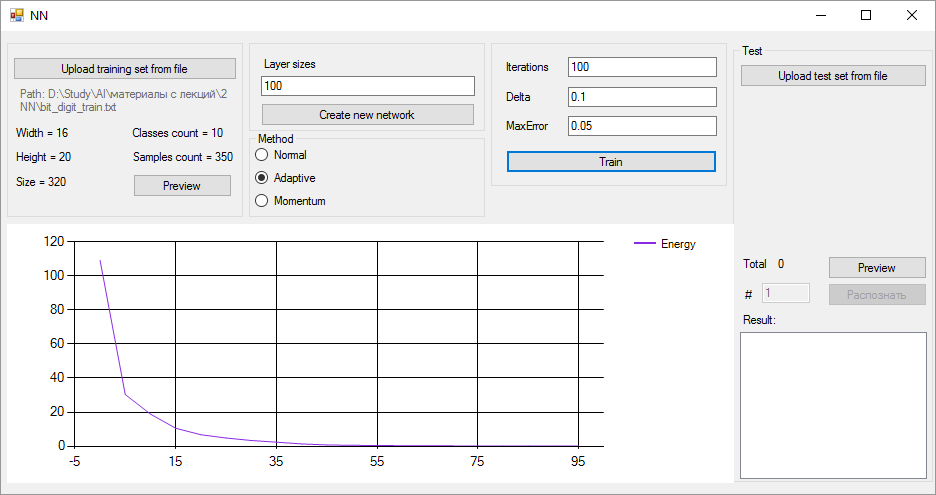 NN
Upload training set from file
Path: D:\Study\AI\материалы с лекций\2
NN\bit_digit_train.txt
Width = 16
Classes count = 10
Height = 20
Samples count = 350
Size = 320
Preview
Layer sizes
100
Create new network
Method
Normal
Adaptive
Momentum
Iterations
100
Delta
0.1
MaxError
0.05
Train
Test
Upload test set from file
Total 0
Preview
# 1
Распознать
Result:
120
100
80
60
40
20
0
-5 15 35 55 75 95
Energy